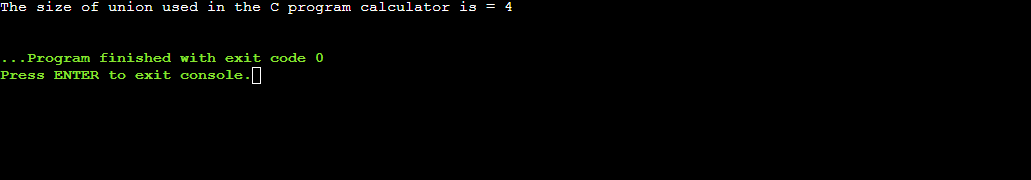 The size of union used in the C program calculator is = 4
...Program finished with exit code 0
Press ENTER to exit console.